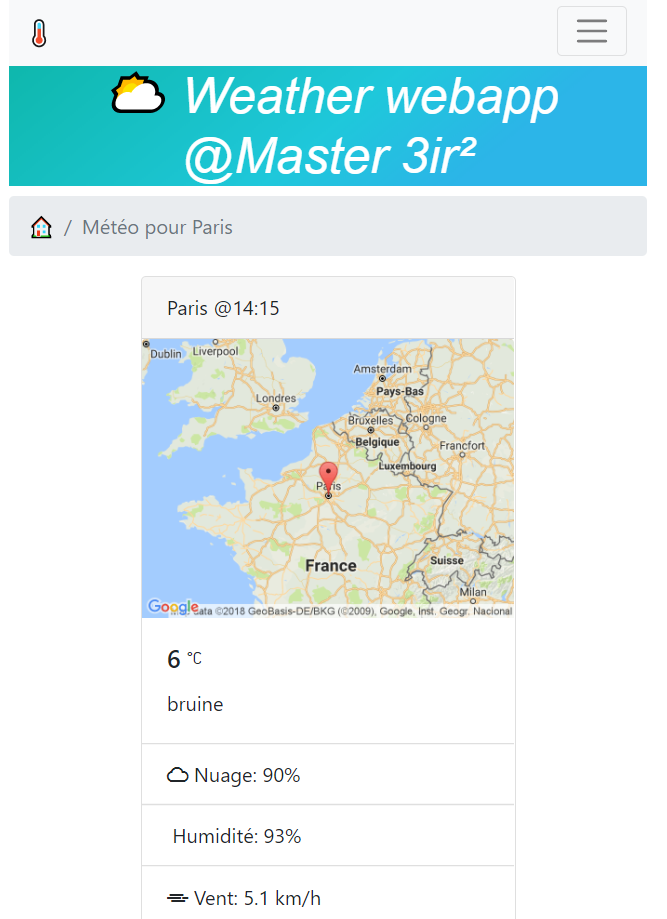 Weather webapp
@Master 3ir²
/ Météo pour Paris
Paris @14:15
Dublin
Liverpool
Amsterdam
Pays-Bas
Londres
Bruxelles
Cologne
Belgique
Francfort
Luxembourg
Paris
France
Suisse
Milan
Google
data ©2018 GeoBasis-DE/BKG (©2009), Google, Inst. Geogr. Nacional
6 °C
bruine
Nuage: 90%
Humidité: 93%
Vent: 5.1 km/h